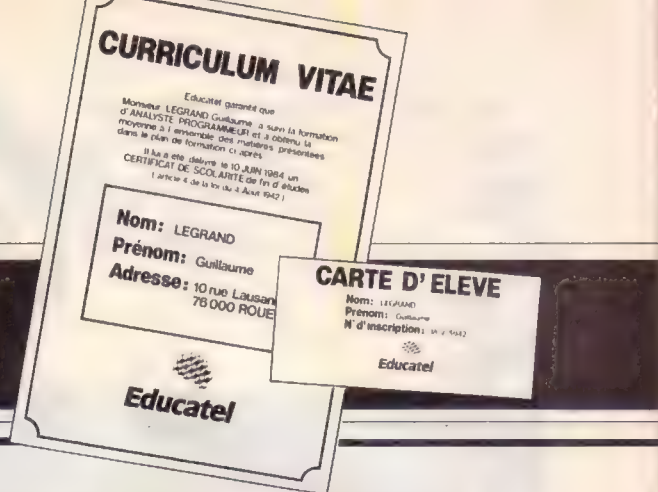 CURRICULUM VITAE
Educatel garantit que
Monsieur LEGRAND Guillaume a suivi la formation
d'ANALYSTE PROGRAMMEUR et a obtenu la
moyenne à l'ensemble des matières présentées
dans le plan de formation ci après
Il lui a été délivré le 10 JUIN 1984 un
CERTIFICAT DE SCOLARITE de fin d'études
( article 4 de la loi du 4 Août 1942 )
Nom: LEGRAND
Prénom: Guillaume
Adresse: 10 rue Lausan
76 000 ROUE
Educatel
CARTE D'ELEVE
Nom: LEGRAND
Prénom: Guillaume
N° d'inscription:
Educatel